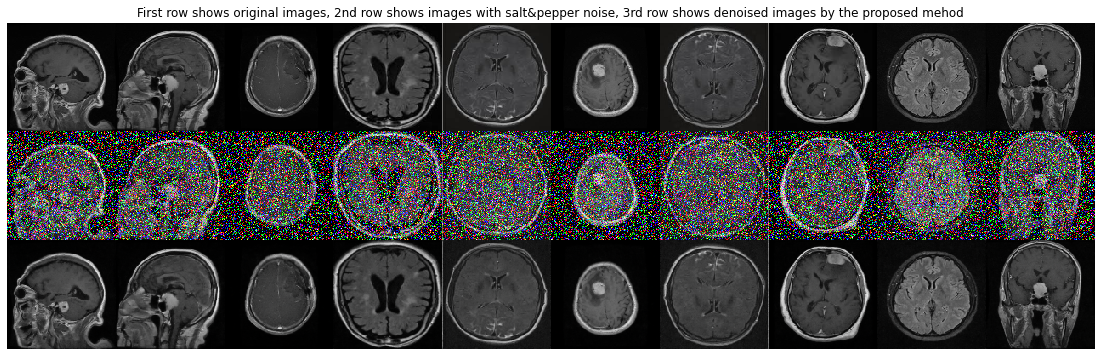 First row shows original images, 2nd row shows images with salt&pepper noise, 3rd row shows denoised images by the proposed mehod